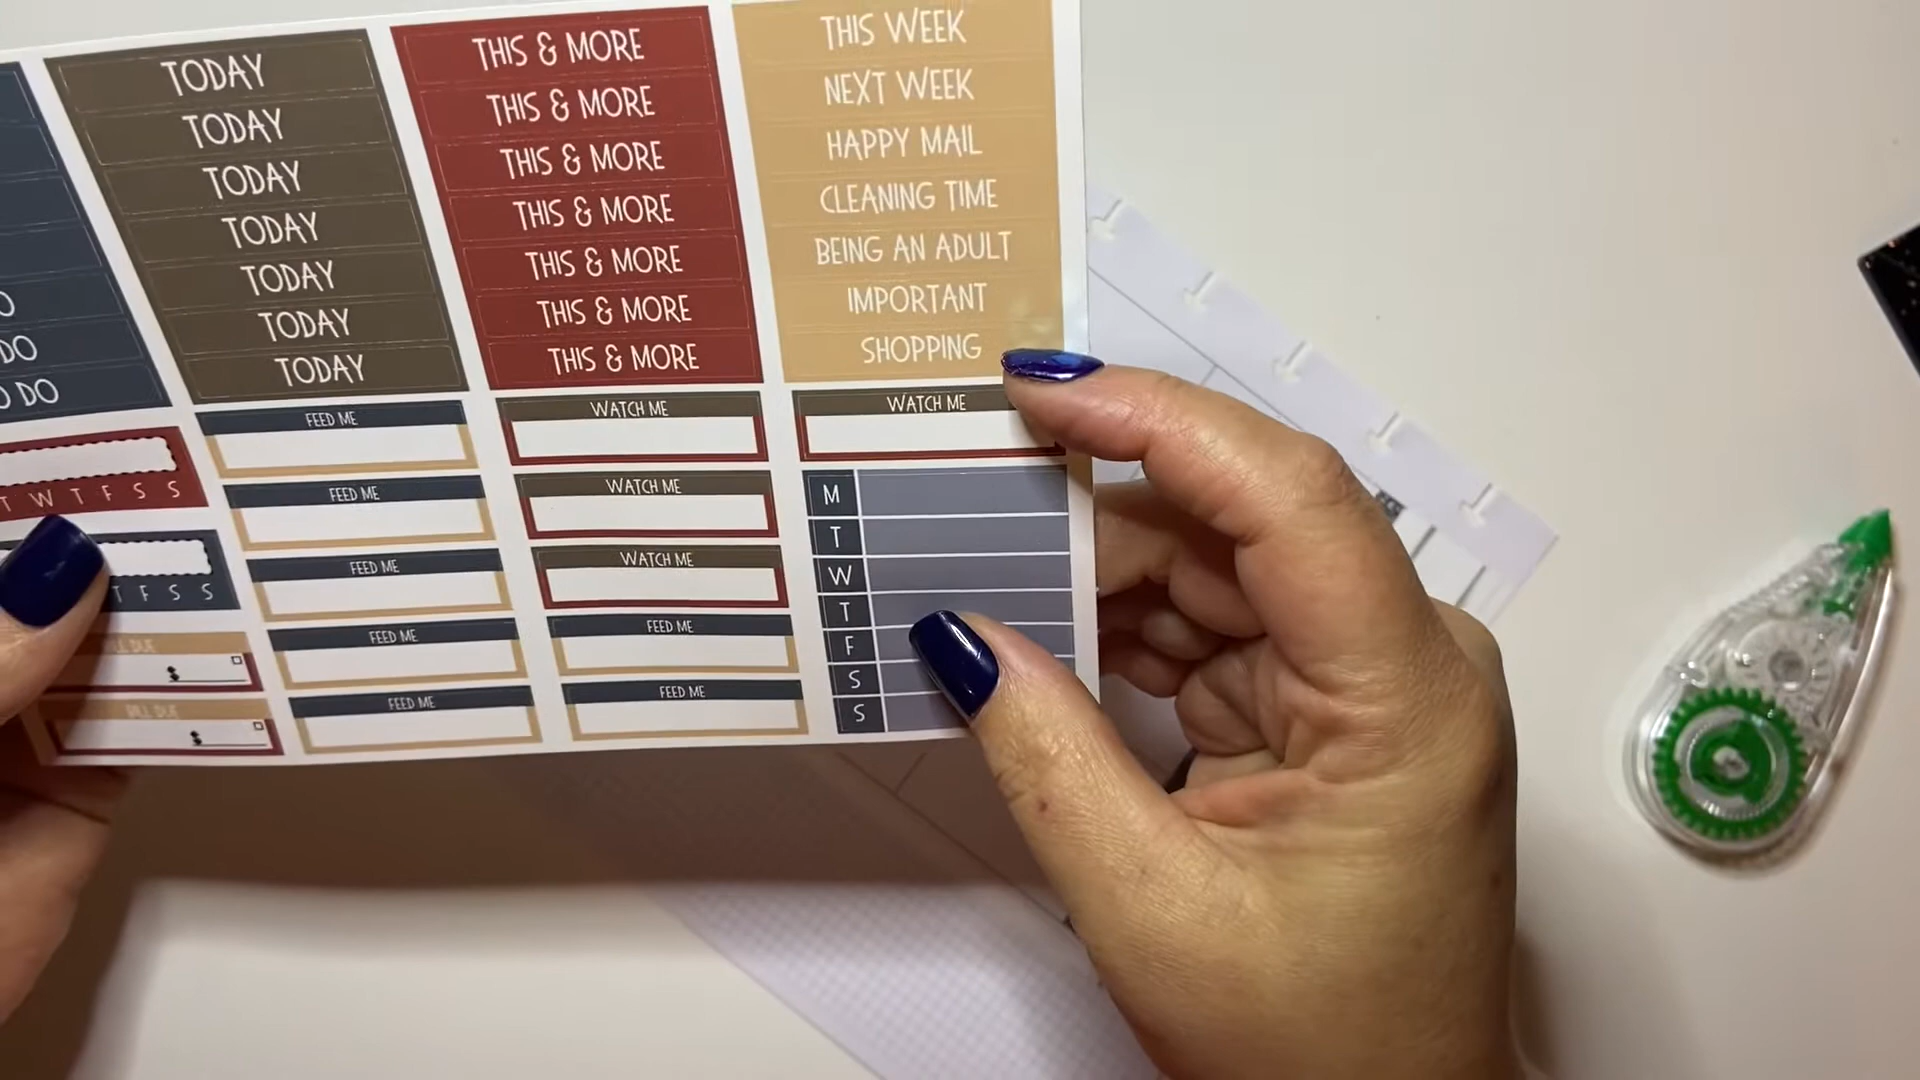 TODAY
TODAY
TODAY
TODAY
TODAY
TODAY
TODAY
THIS & MORE
THIS & MORE
THIS & MORE
THIS & MORE
THIS & MORE
THIS & MORE
THIS & MORE
THIS WEEK
NEXT WEEK
HAPPY MAIL
CLEANING TIME
BEING AN ADULT
IMPORTANT
SHOPPING
O
DO
O DO
T W T F S S
T F S S
DUE
$
BILL DUE
$
FEED ME
FEED ME
FEED ME
FEED ME
FEED ME
WATCH ME
WATCH ME
WATCH ME
FEED ME
FEED ME
WATCH ME
M
T
W
T
F
S
S